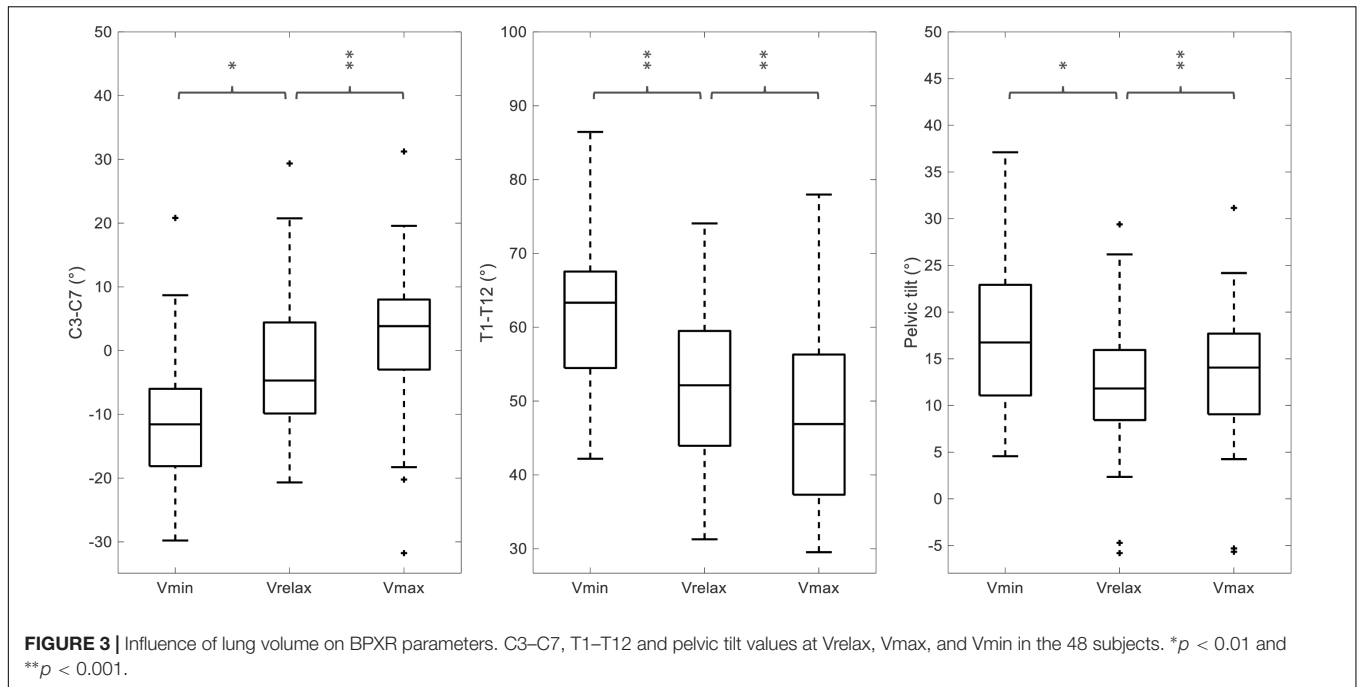 50
40
30
20
10
0
-10
-20
-30
C3-C7 (°)
*
**
Vmin
Vrelax
Vmax
100
90
80
70
60
50
40
30
T1-T12 (°)
**
**
Vmin
Vrelax
Vmax
50
45
40
35
30
25
20
15
10
5
0
-5
Pelvic tilt (°)
*
**
Vmin
Vrelax
Vmax
FIGURE 3 | Influence of lung volume on BPXR parameters. C3–C7, T1–T12 and pelvic tilt values at Vrelax, Vmax, and Vmin in the 48 subjects. *p < 0.01 and
**p < 0.001.